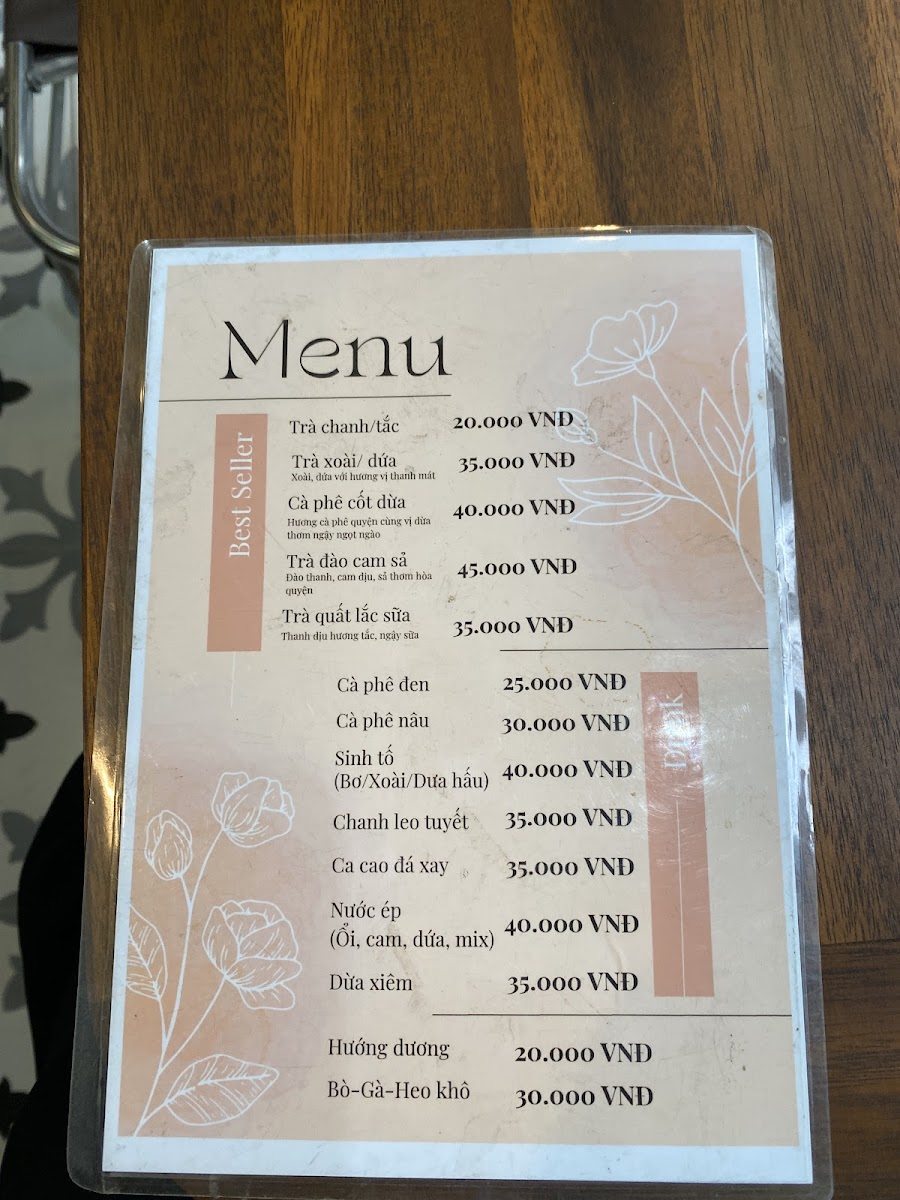 Menu
Best Seller
Trà chanh/tắc 20.000 VNĐ
Trà xoài/ dứa 35.000 VNĐ
Xoài, dứa với hương vị thanh mát
Cà phê cốt dừa 40.000 VNĐ
Hương cà phê quyện cùng vị dừa
thơm ngậy ngọt ngào
Trà đào cam sả 45.000 VNĐ
Đào thanh, cam dịu, sả thơm hòa
quyện
Trà quất lắc sữa 35.000 VNĐ
Thanh dịu hương tắc, ngậy sữa
Drink
Cà phê đen 25.000 VNĐ
Cà phê nâu 30.000 VNĐ
Sinh tố
(Bơ/Xoài/Dưa hấu) 40.000 VNĐ
Chanh leo tuyết 35.000 VNĐ
Ca cao đá xay 35.000 VNĐ
Nước ép
(Ổi, cam, dứa, mix) 40.000 VNĐ
Dừa xiêm 35.000 VNĐ
Hướng dương 20.000 VNĐ
Bò-Gà-Heo khô 30.000 VNĐ